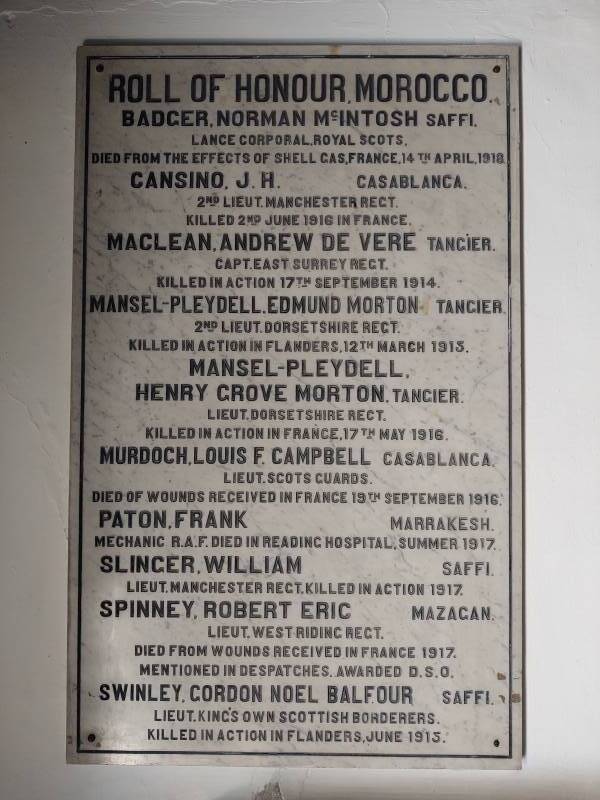 ROLL OF HONOUR, MOROCCO.
BADGER, NORMAN McINTOSH SAFFI.
LANCE CORPORAL, ROYAL SCOTS.
DIED FROM THE EFFECTS OF SHELL GAS, FRANCE, 14TH APRIL, 1918
CANSINO, J. H. CASABLANCA.
2ND LIEUT. MANCHESTER REGT.
KILLED 2ND JUNE 1916 IN FRANCE.
MACLEAN, ANDREW DE VERE TANGIER.
CAPT. EAST SURREY REGT.
KILLED IN ACTION 17TH SEPTEMBER 1914.
MANSEL-PLEYDELL, EDMUND MORTON TANGIER.
2ND LIEUT. DORSETSHIRE REGT.
KILLED IN ACTION IN FLANDERS, 12TH MARCH 1915.
MANSEL-PLEYDELL,
HENRY GROVE MORTON, TANGIER.
LIEUT. DORSETSHIRE REGT.
KILLED IN ACTION IN FRANCE, 17TH MAY 1916.
MURDOCH, LOUIS F. CAMPBELL CASABLANCA.
LIEUT. SCOTS GUARDS.
DIED OF WOUNDS RECEIVED IN FRANCE 19TH SEPTEMBER 1916.
PATON, FRANK MARRAKESH.
MECHANIC R.A.F. DIED IN READING HOSPITAL, SUMMER 1917.
SLINGER, WILLIAM SAFFI.
LIEUT. MANCHESTER REGT. KILLED IN ACTION 1917.
SPINNEY, ROBERT ERIC MAZAGAN.
LIEUT. WEST RIDING REGT.
DIED FROM WOUNDS RECEIVED IN FRANCE 1917.
MENTIONED IN DESPATCHES. AWARDED D.S.O.
SWINLEY, GORDON NOEL BALFOUR SAFFI.
LIEUT. KING'S OWN SCOTTISH BORDERERS.
KILLED IN ACTION IN FLANDERS, JUNE 1915.